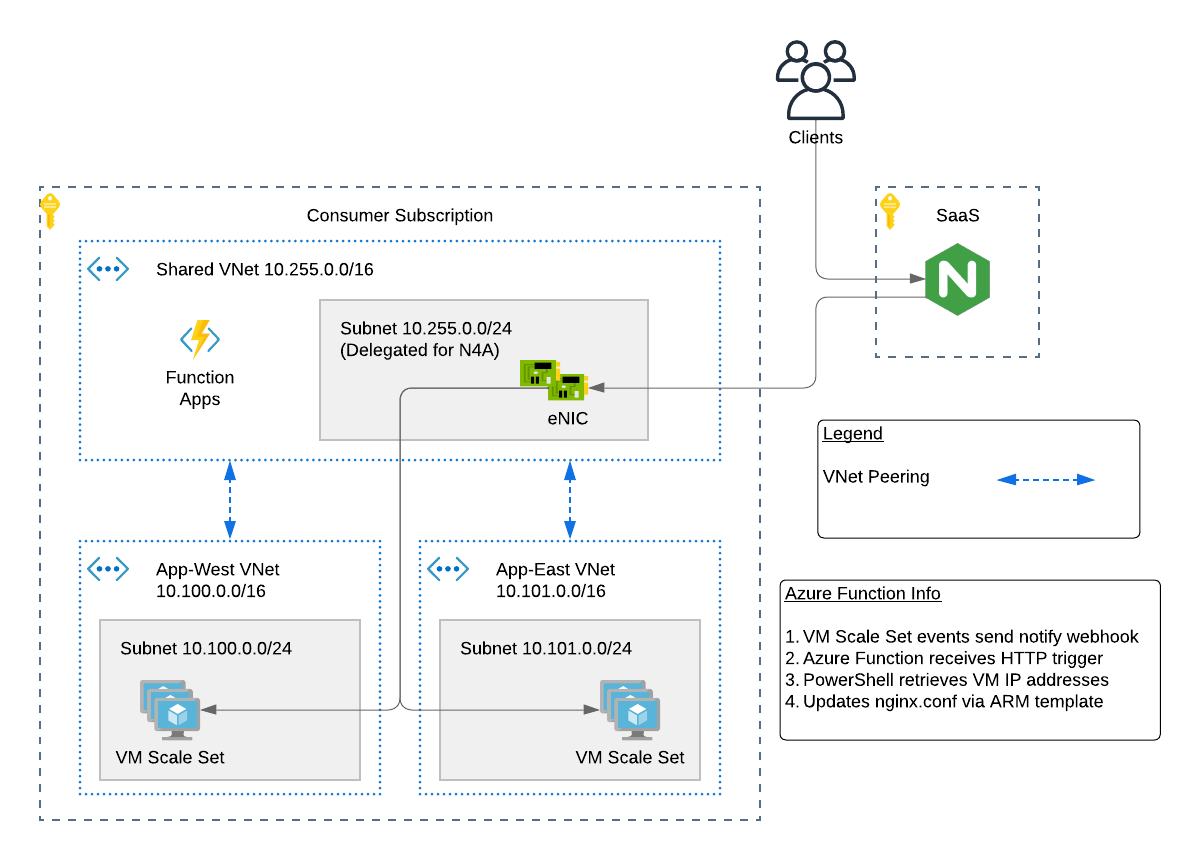 Clients
Consumer Subscription
SaaS
Shared VNet 10.255.0.0/16
Subnet 10.255.0.0/24
(Delegated for N4A)
Function
Apps
eNIC
Legend
VNet Peering
App-West VNet
10.100.0.0/16
App-East VNet
10.101.0.0/16
Subnet 10.100.0.0/24
Subnet 10.101.0.0/24
VM Scale Set
VM Scale Set
Azure Function Info
1. VM Scale Set events send notify webhook
2. Azure Function receives HTTP trigger
3. PowerShell retrieves VM IP addresses
4. Updates nginx.conf via ARM template